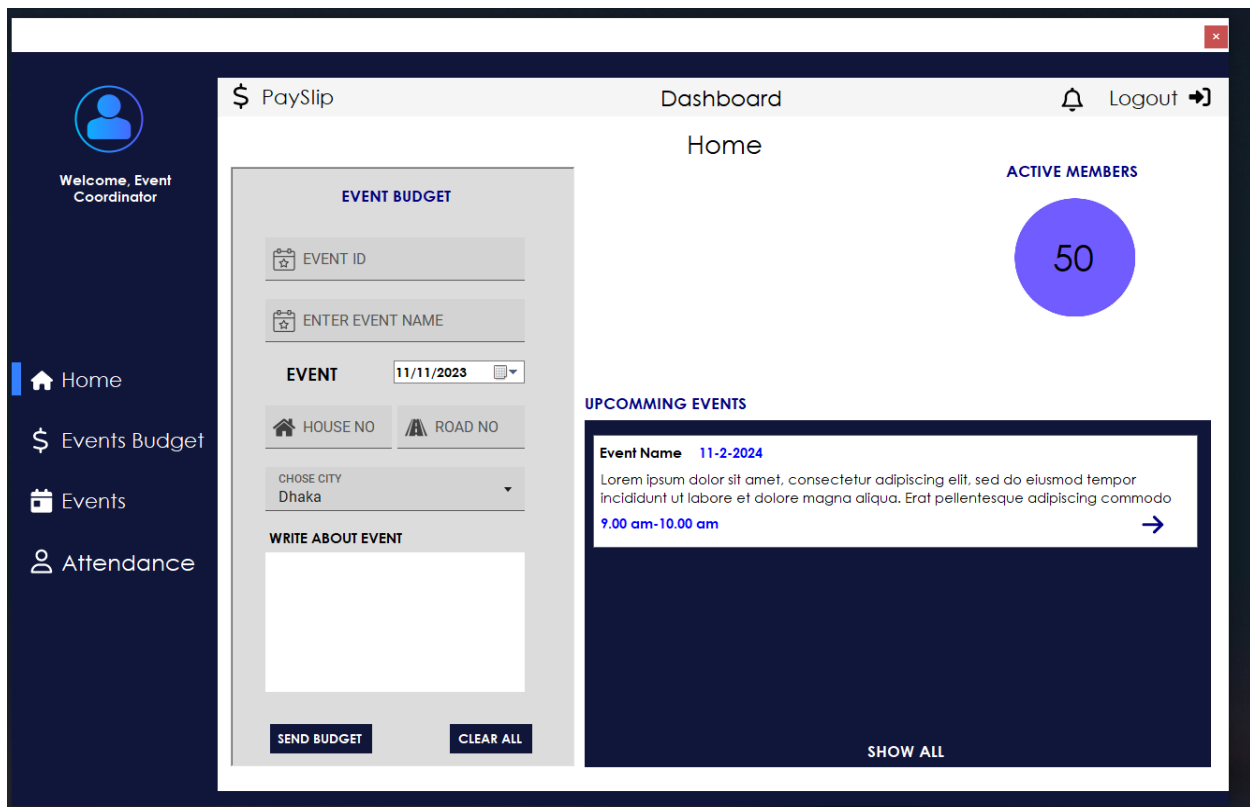 PaySlip
Dashboard
Logout
Home
Welcome, Event
Coordinator
Home
Events Budget
Events
Attendance
EVENT BUDGET
EVENT ID
ENTER EVENT NAME
EVENT 11/11/2023
HOUSE NO ROAD NO
CHOSE CITY
Dhaka
WRITE ABOUT EVENT
SEND BUDGET CLEAR ALL
ACTIVE MEMBERS
50
UPCOMMING EVENTS
Event Name 11-2-2024
Lorem ipsum dolor sit amet, consectetur adipiscing elit, sed do eiusmod tempor
incididunt ut labore et dolore magna aliqua. Erat pellentesque adipiscing commodo
9.00 am-10.00 am
SHOW ALL